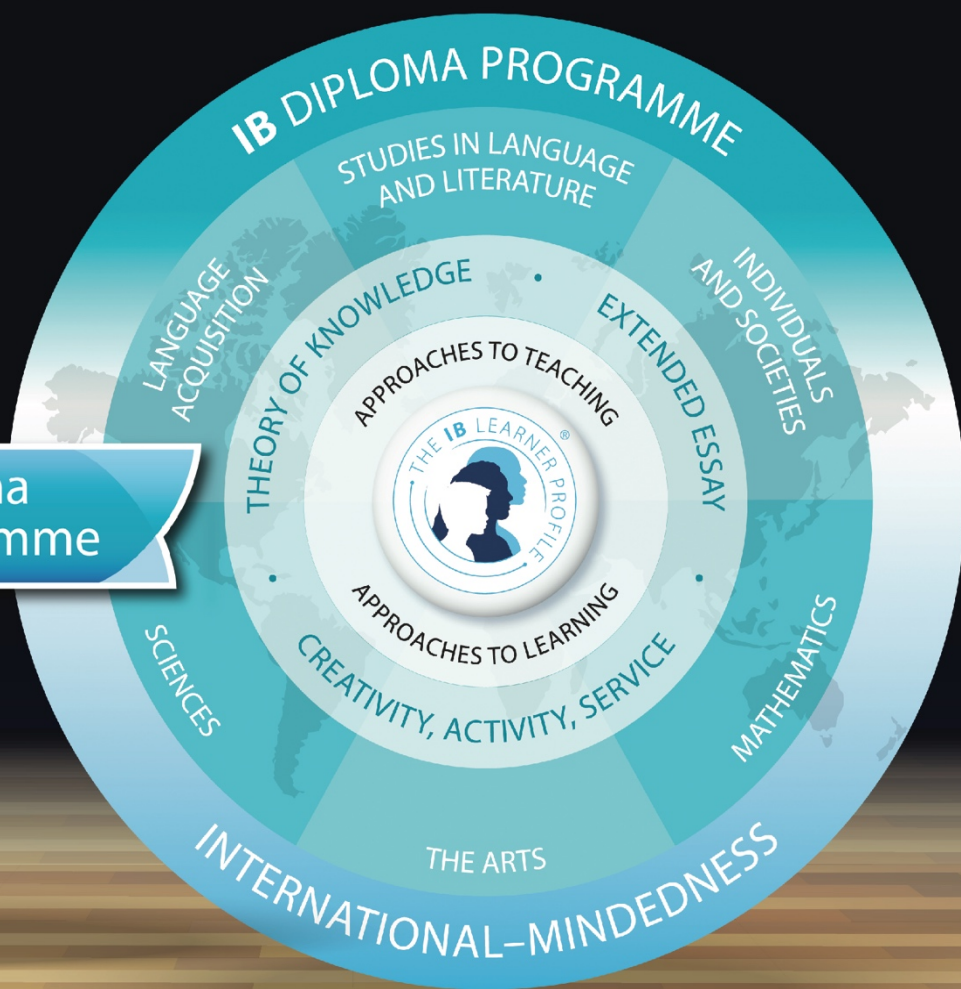 IB DIPLOMA PROGRAMME
STUDIES IN LANGUAGE
AND LITERATURE
LANGUAGE
ACQUISITION
INDIVIDUALS
AND SOCIETIES
THEORY OF KNOWLEDGE
EXTENDED ESSAY
APPROACHES TO TEACHING
THE IB LEARNER PROFILE ®
APPROACHES TO LEARNING
CREATIVITY, ACTIVITY, SERVICE
SCIENCES
MATHEMATICS
THE ARTS
INTERNATIONAL–MINDEDNESS